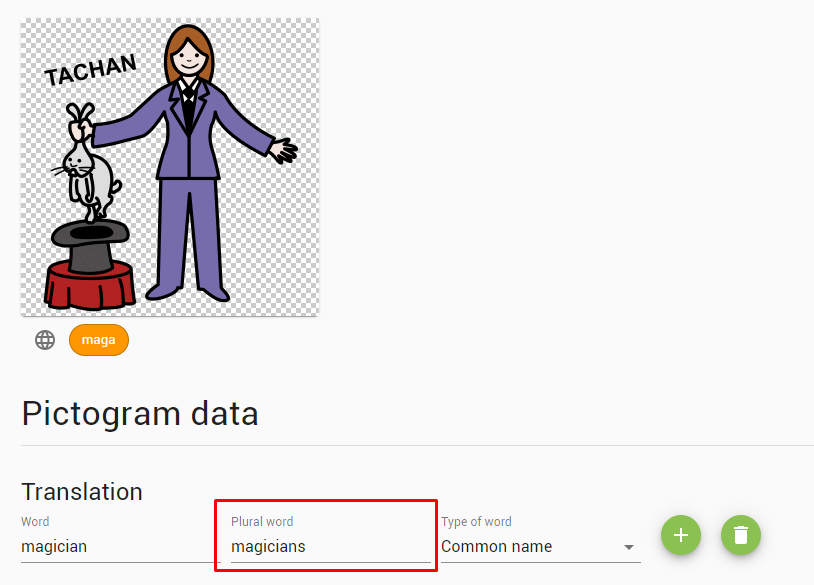 TACHAN
maga
Pictogram data
Translation
Word Plural word Type of word
magician magicians Common name